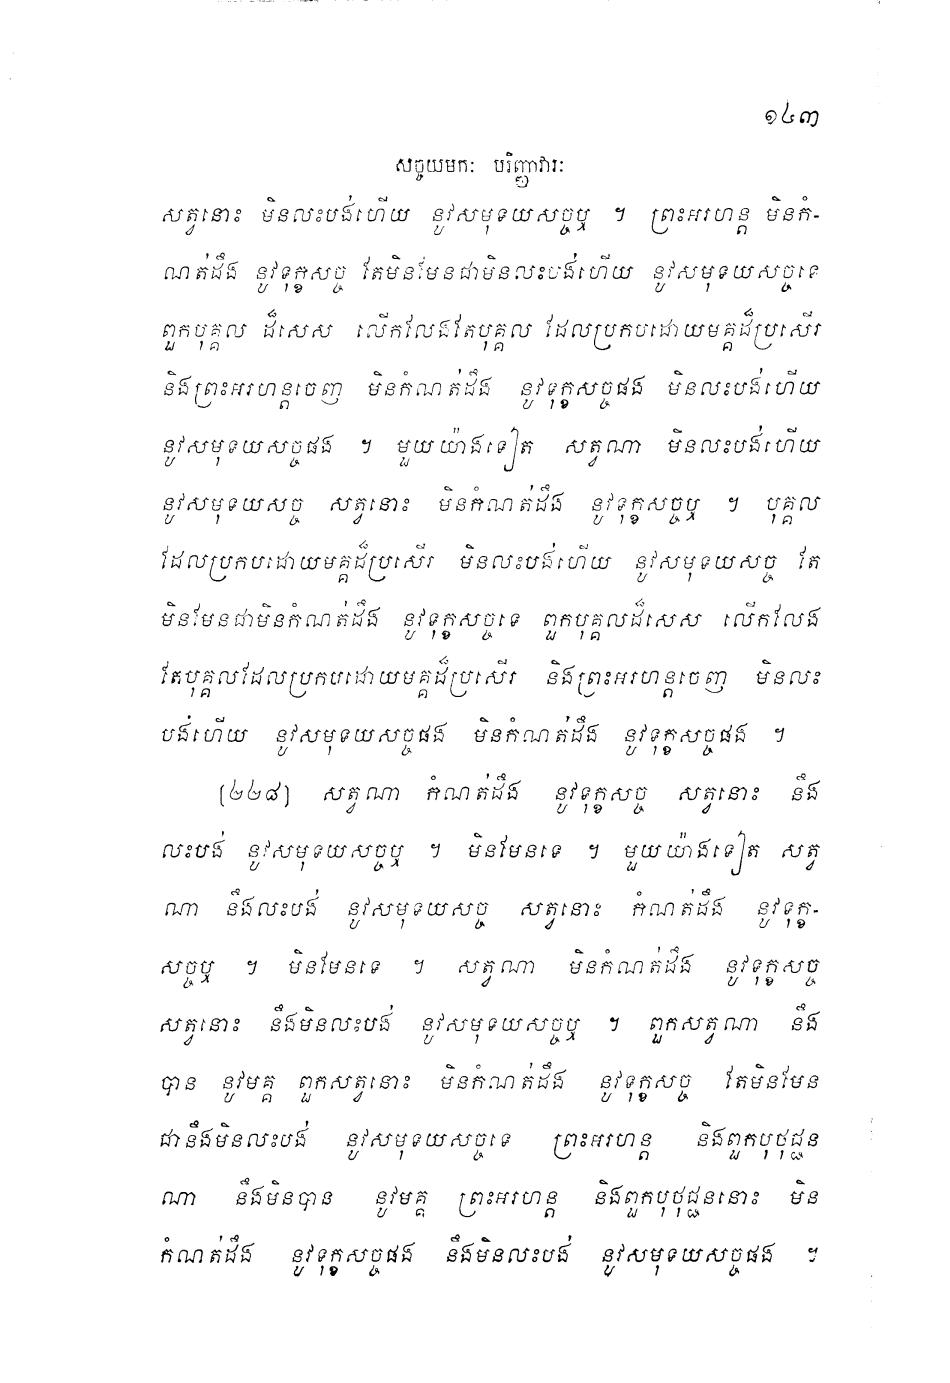 ១៤៣
សច្ចយមកៈ បរិញ្ញាវារៈ
សត្វនោះ មិនលះបង់ហើយ នូវសមុទយសច្ចឬ ។ ព្រះអរហន្ត មិនកំ-
ណត់ដឹង នូវទុក្ខសច្ច តែមិនមែនជាមិនលះបង់ហើយ នូវសមុទយសច្ចទេ
ពួកបុគ្គល ដ៏សេស លើកលែងតែបុគ្គល ដែលប្រកបដោយមគ្គដ៏ប្រសើរ
និងព្រះអរហន្តចេញ មិនកំណត់ដឹង នូវទុក្ខសច្ចផង មិនលះបង់ហើយ
នូវសមុទយសច្ចផង ។ មួយយ៉ាងទៀត សត្វណា មិនលះបង់ហើយ
នូវសមុទយសច្ច សត្វនោះ មិនកំណត់ដឹង នូវទុក្ខសច្ចឬ ។ បុគ្គល
ដែលប្រកបដោយមគ្គដ៏ប្រសើរ មិនលះបង់ហើយ នូវសមុទយសច្ច តែ
មិនមែនជាមិនកំណត់ដឹង នូវទុក្ខសច្ចទេ ពួកបុគ្គលដ៏សេស លើកលែង
តែបុគ្គលដែលប្រកបដោយមគ្គដ៏ប្រសើរ និងព្រះអរហន្តចេញ មិនលះ
បង់ហើយ នូវសមុទយសច្ចផង មិនកំណត់ដឹង នូវទុក្ខសច្ចផង ។
(២២៨) សត្វណា កំណត់ដឹង នូវទុក្ខសច្ច សត្វនោះ នឹង
លះបង់ នូវសមុទយសច្ចឬ ។ មិនមែនទេ ។ មួយយ៉ាងទៀត សត្វ
ណា នឹងលះបង់ នូវសមុទយសច្ច សត្វនោះ កំណត់ដឹង នូវទុក្ខ-
សច្ចឬ ។ មិនមែនទេ ។ សត្វណា មិនកំណត់ដឹង នូវទុក្ខសច្ច
សត្វនោះ នឹងមិនលះបង់ នូវសមុទយសច្ចឬ ។ ពួកសត្វណា នឹង
បាន នូវមគ្គ ពួកសត្វនោះ មិនកំណត់ដឹង នូវទុក្ខសច្ច តែមិនមែន
ជានឹងមិនលះបង់ នូវសមុទយសច្ចទេ ព្រះអរហន្ត និងពួកបុថុជ្ជន
ណា នឹងមិនបាន នូវមគ្គ ព្រះអរហន្ត និងពួកបុថុជ្ជននោះ មិន
កំណត់ដឹង នូវទុក្ខសច្ចផង នឹងមិនលះបង់ នូវសមុទយសច្ចផង ។